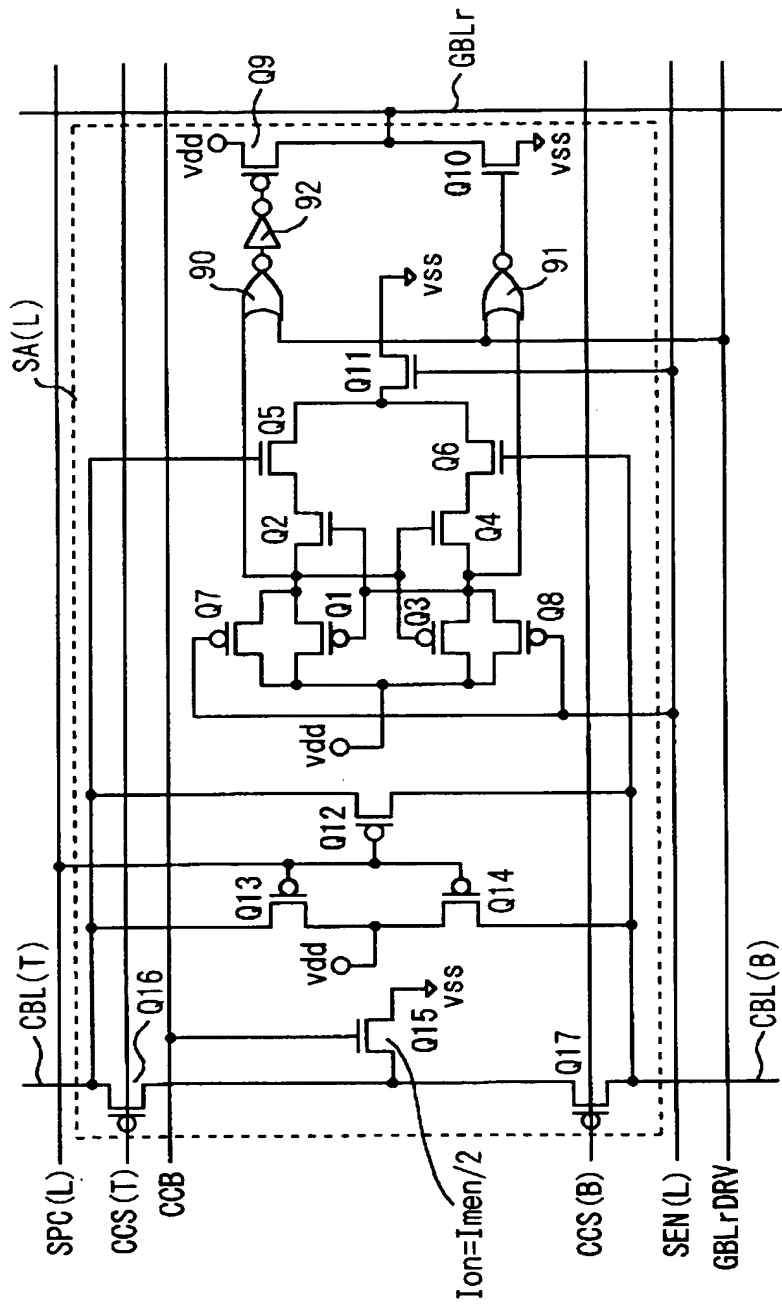 SA(L)
CBL(T)
SPC(L)
CCS(T)
CCB
Q16
vdd
Q13
Q14
Q12
Q15
vss
Ion=Imen/2
Q17
CBL(B)
CCS(B)
SEN(L)
GBLrDRV
vdd
Q7
Q1
Q3
Q8
Q2
Q4
Q5
Q6
Q11
vss
90
92
91
vdd
Q9
Q10
vss
GBLr